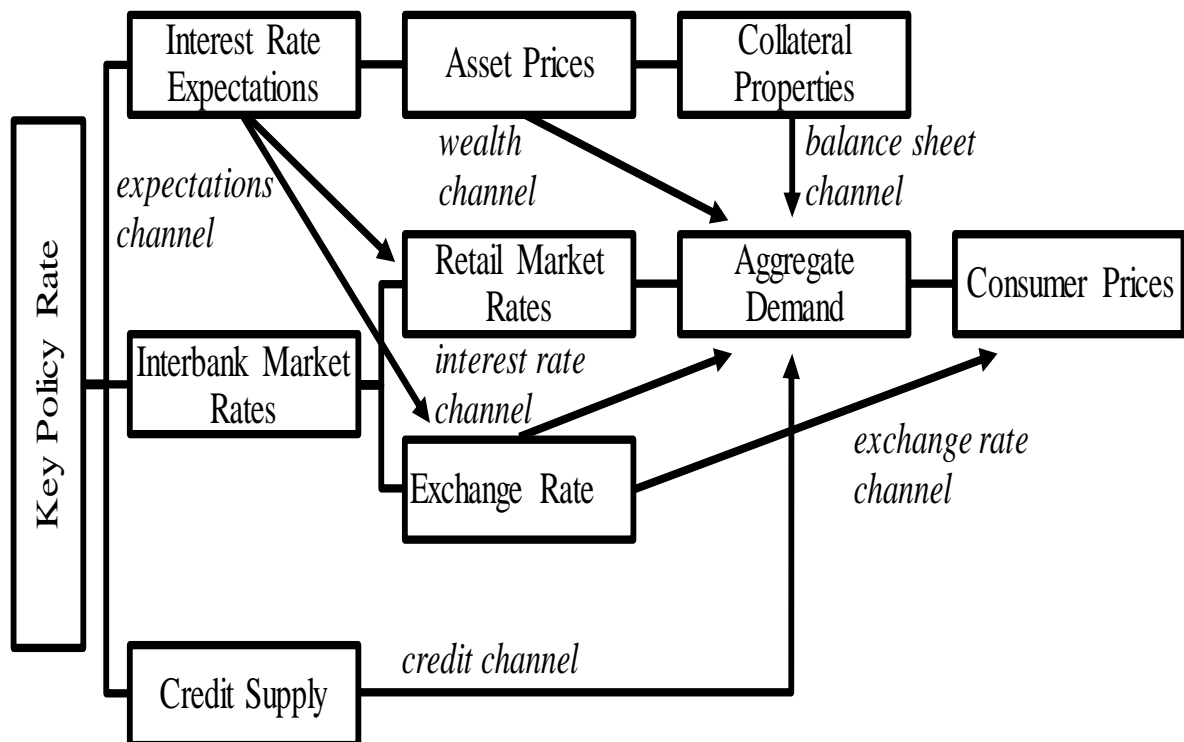 Interest Rate
Expectations
Asset Prices
Collateral
Properties
expectations
channel
wealth
channel
balance sheet
channel
Key Policy Rate
Retail Market
Rates
Aggregate
Demand
Consumer Prices
Interbank Market
Rates
interest rate
channel
Exchange Rate
exchange rate
channel
Credit Supply
credit channel